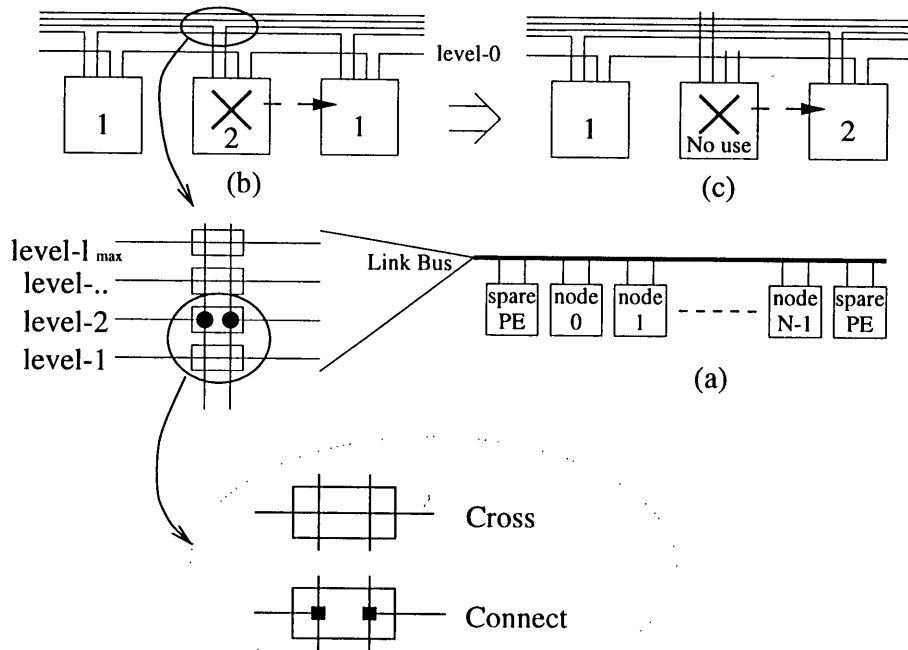 level-0
1
2
1
1
No use
2
(b)
(c)
level-l max
level-..
level-2
level-1
Link Bus
spare
PE
node
0
node
1
node
N-1
spare
PE
(a)
Cross
Connect